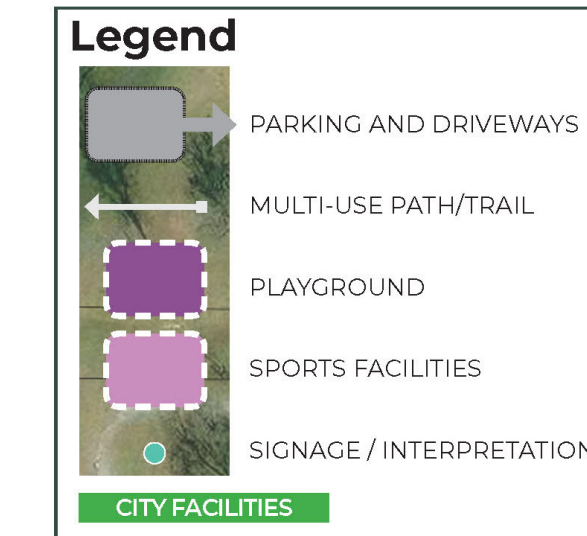 Legend
PARKING AND DRIVEWAYS
MULTI-USE PATH/TRAIL
PLAYGROUND
SPORTS FACILITIES
SIGNAGE / INTERPRETATION
CITY FACILITIES